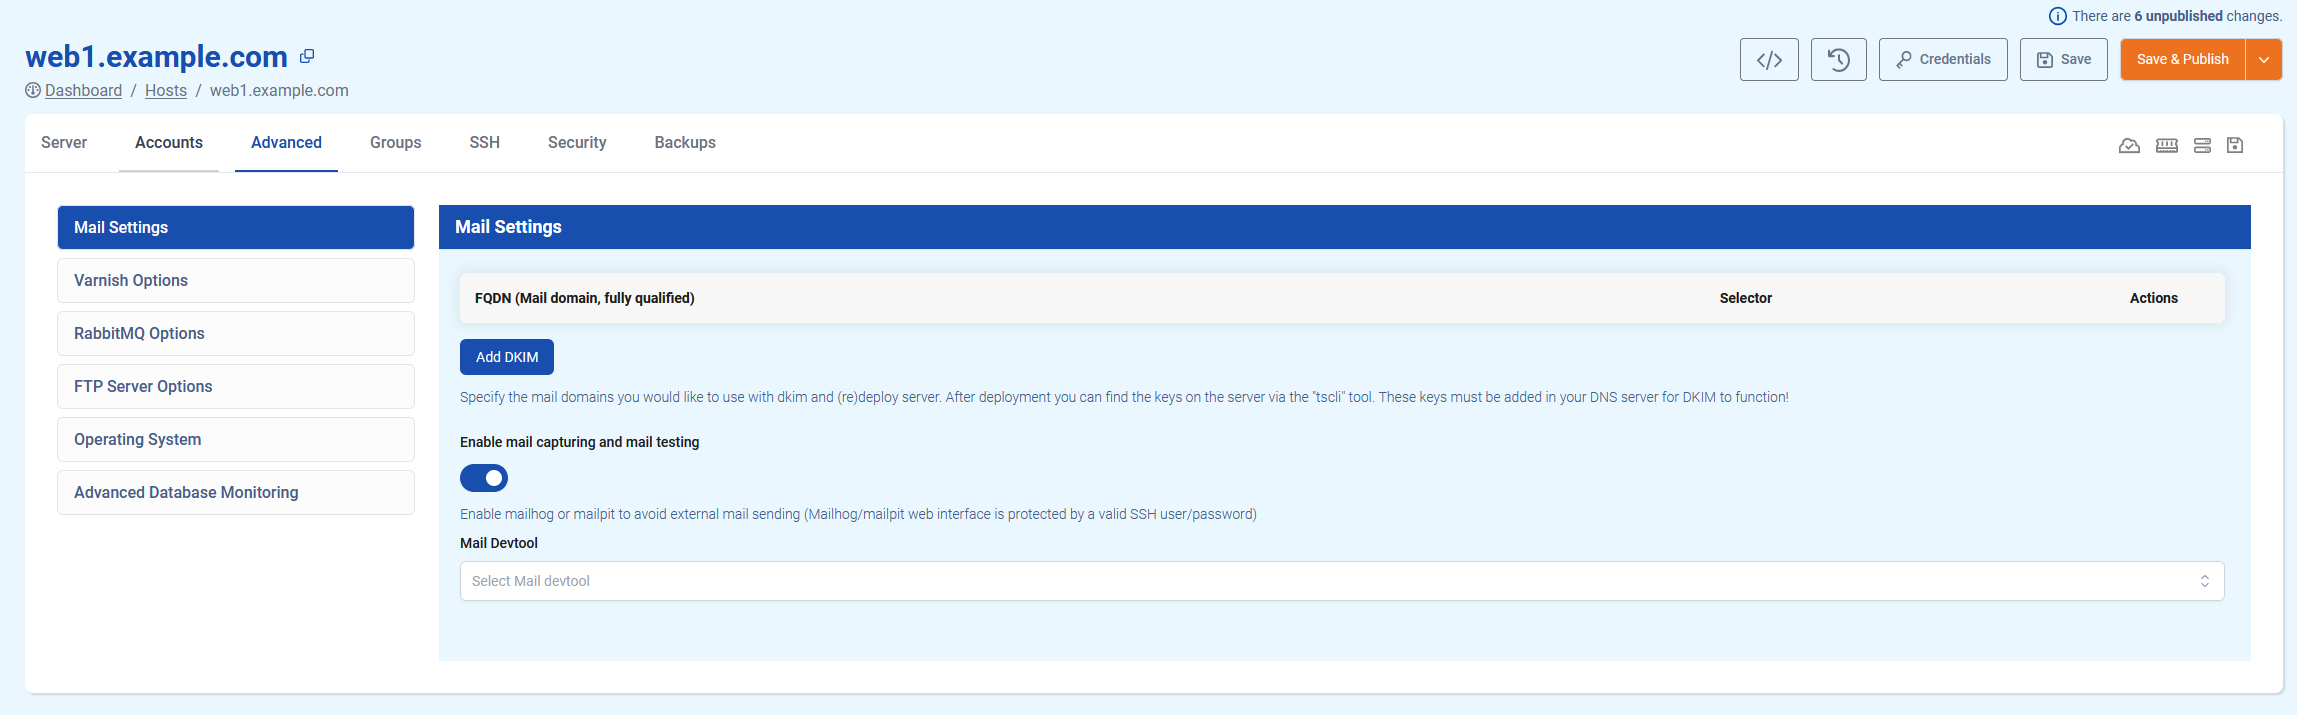 There are 6 unpublished changes.
web1.example.com
Credentials
Save
Save & Publish
Dashboard / Hosts / web1.example.com
Server Accounts Advanced Groups SSH Security Backups
Mail Settings
Varnish Options
RabbitMQ Options
FTP Server Options
Operating System
Advanced Database Monitoring
Mail Settings
FQDN (Mail domain, fully qualified) Selector Actions
Add DKIM
Specify the mail domains you would like to use with dkim and (re)deploy server. After deployment you can find the keys on the server via the "tscli" tool. These keys must be added in your DNS server for DKIM to function!
Enable mail capturing and mail testing
Enable mailhog or mailpit to avoid external mail sending (Mailhog/mailpit web interface is protected by a valid SSH user/password)
Mail Devtool
Select Mail devtool